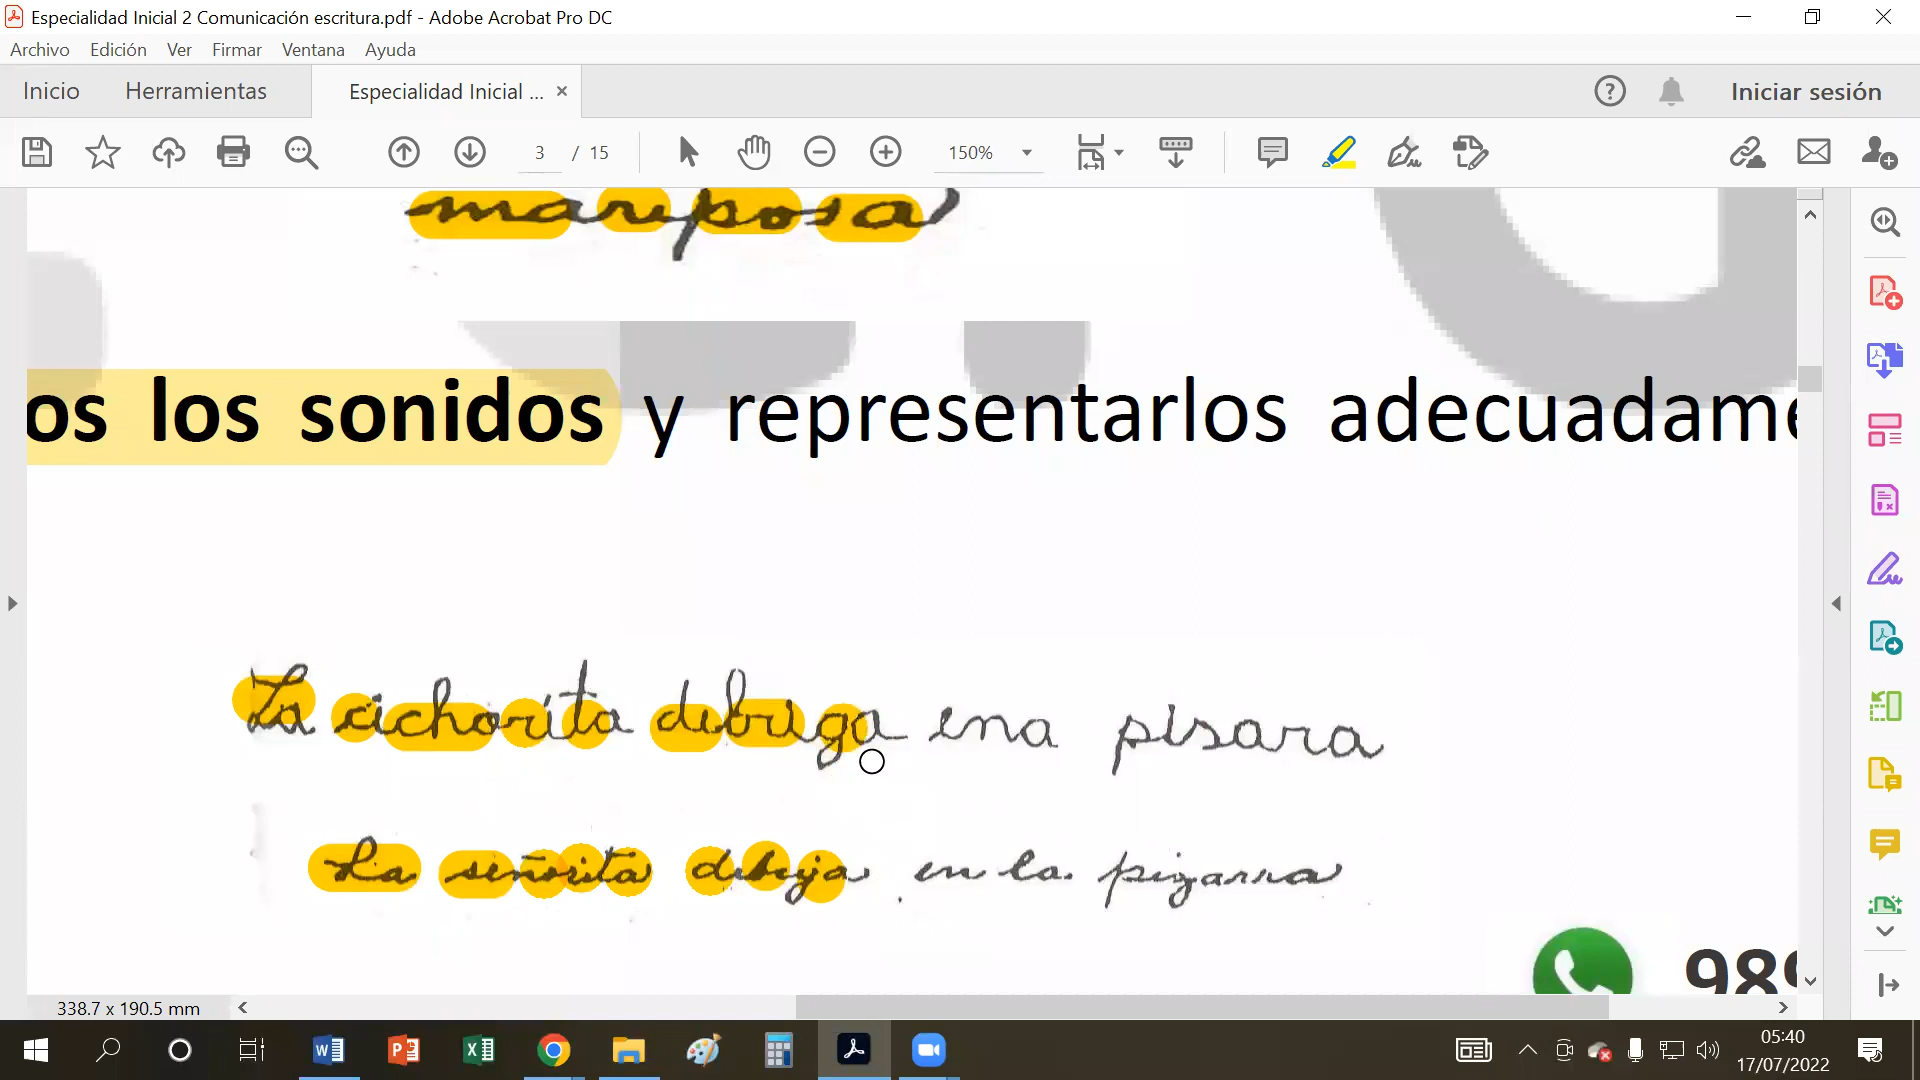 Especialidad Inicial 2 Comunicación escritura.pdf - Adobe Acrobat Pro DC
Archivo Edición Ver Firmar Ventana Ayuda
Inicio Herramientas Especialidad Inicial ... × Iniciar sesión
3 / 15 150%
mariposa
os los sonidos y representarlos adecuadame
La cichorita debriga ena pisara
La señorita dibuja en la pizarra
989
338.7 x 190.5 mm
05:40
17/07/2022